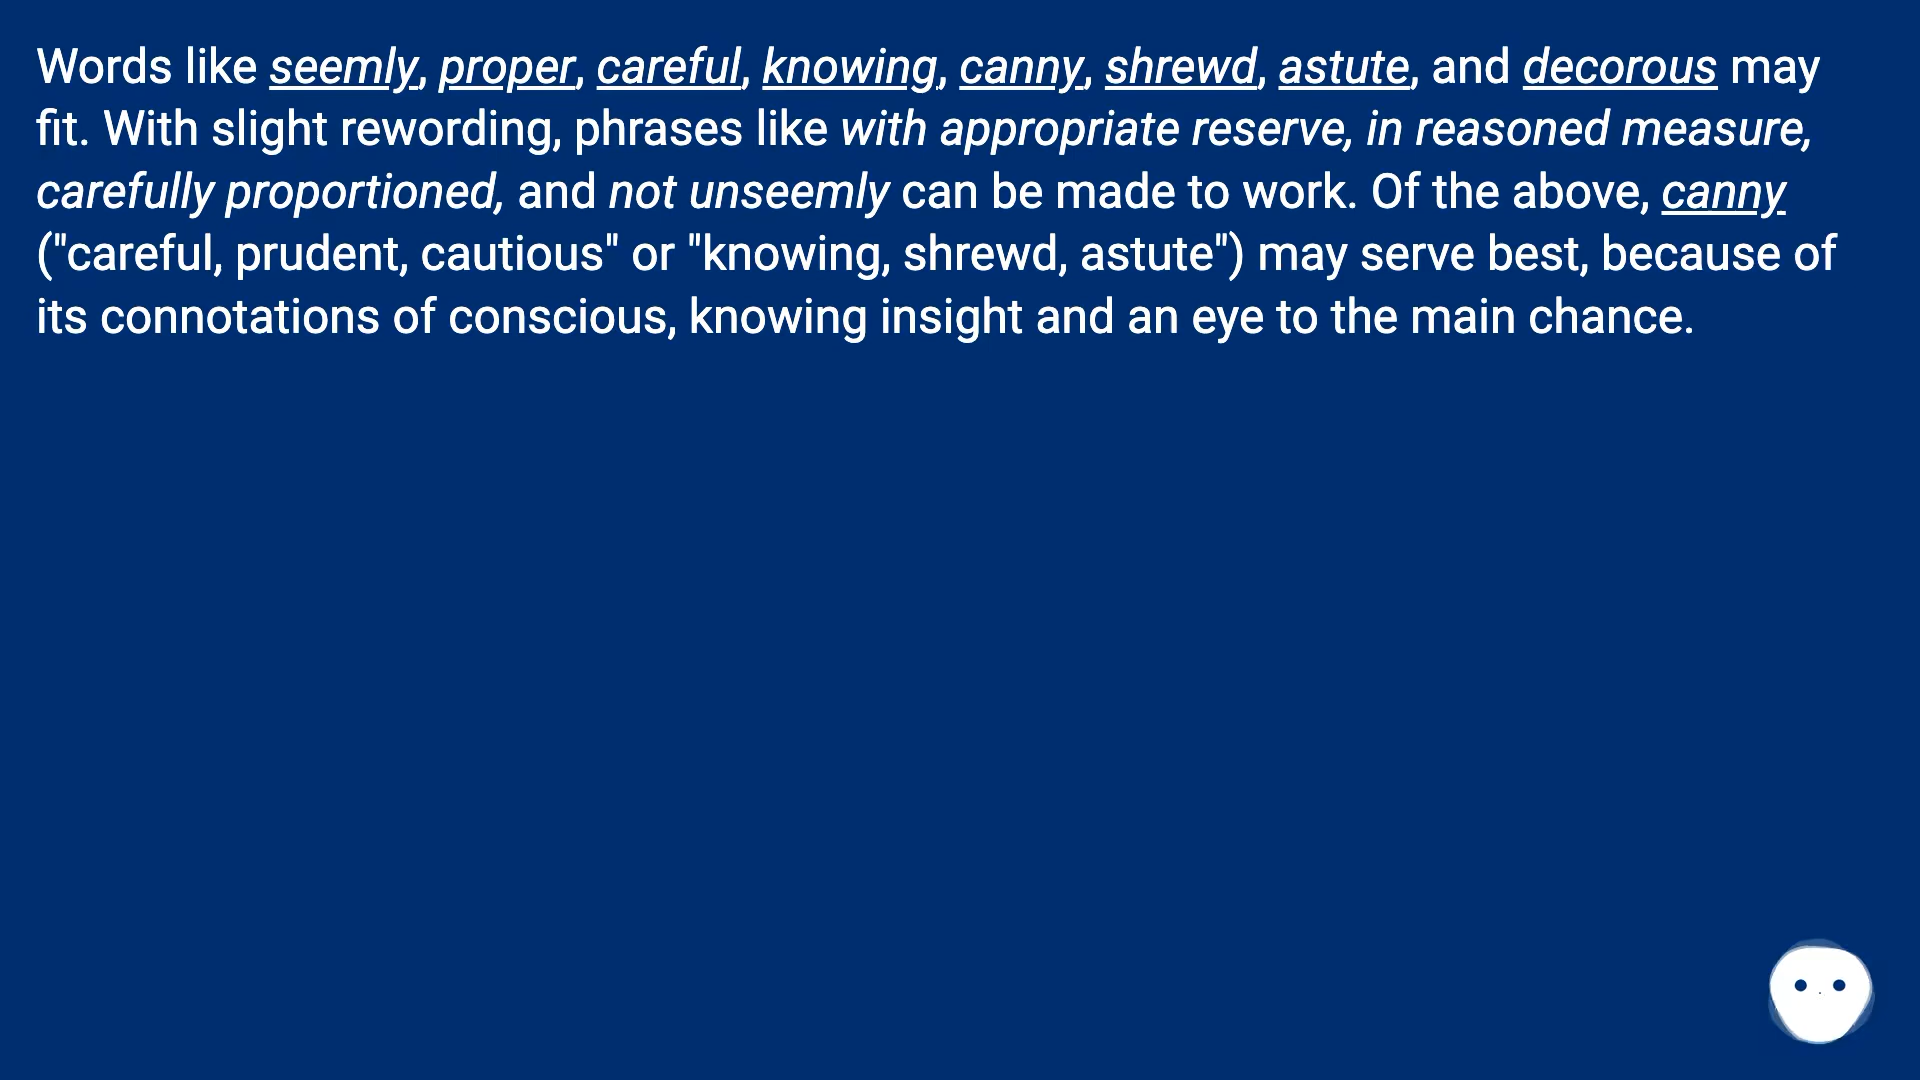 Words like seemly, proper, careful, knowing, canny, shrewd, astute, and decorous may
fit. With slight rewording, phrases like with appropriate reserve, in reasoned measure,
carefully proportioned, and not unseemly can be made to work. Of the above, canny
("careful, prudent, cautious" or "knowing, shrewd, astute") may serve best, because of
its connotations of conscious, knowing insight and an eye to the main chance.